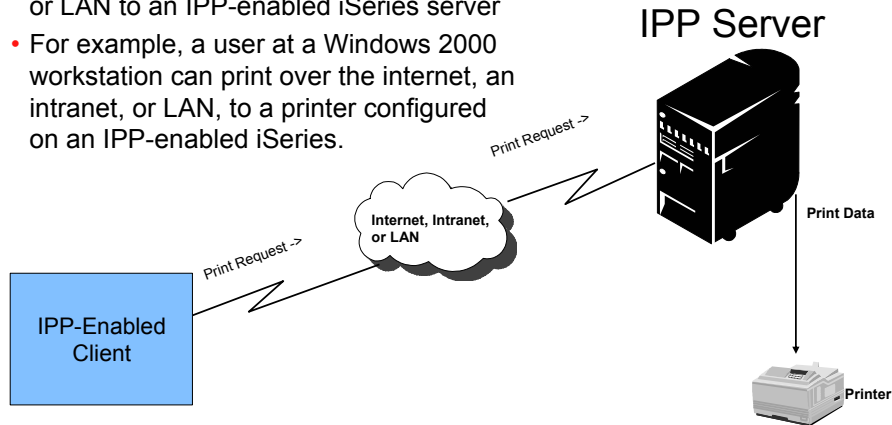 or LAN to an IPP-enabled iSeries server
IPP Server
• For example, a user at a Windows 2000
workstation can print over the internet, an
intranet, or LAN, to a printer configured
on an IPP-enabled iSeries.
Print Request ->
Internet, Intranet,
or LAN
Print Data
Print Request ->
IPP-Enabled
Client
Printer